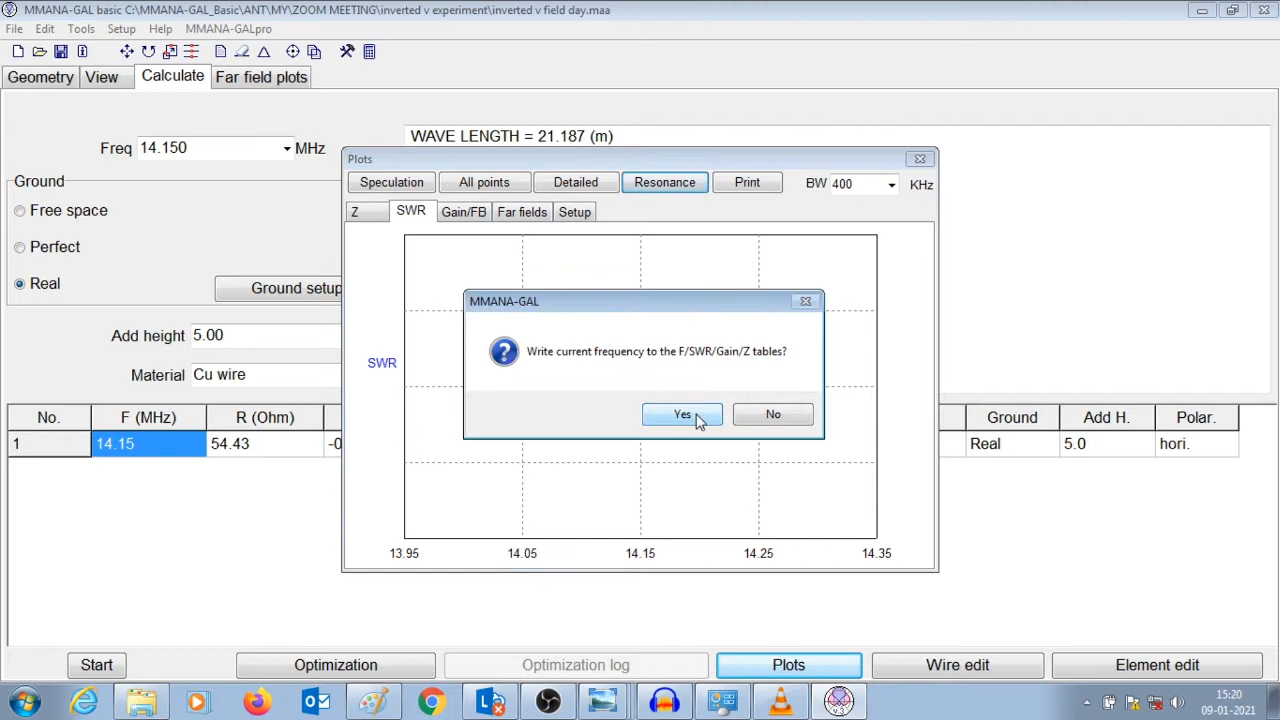 MMANA-GAL basic C:\MMANA-GAL_Basic\ANT\MY\ZOOM MEETING\inverted v experiment\inverted v field day.maa
File Edit Tools Setup Help MMANA-GALpro
Geometry View Calculate Far field plots
Freq 14.150 MHz
WAVE LENGTH = 21.187 (m)
Ground
Free space
Perfect
Real
Ground setup
Add height 5.00
Material Cu wire
Plots
Speculation All points Detailed Resonance Print BW 400 KHz
Z SWR Gain/FB Far fields Setup
SWR
13.95 14.05 14.15 14.25 14.35
MMANA-GAL
Write current frequency to the F/SWR/Gain/Z tables?
Yes No
No. F (MHz) R (Ohm) Ground Add H. Polar.
1 14.15 54.43 -0 Real 5.0 hori.
Start Optimization Optimization log Plots Wire edit Element edit
15:20
09-01-2021